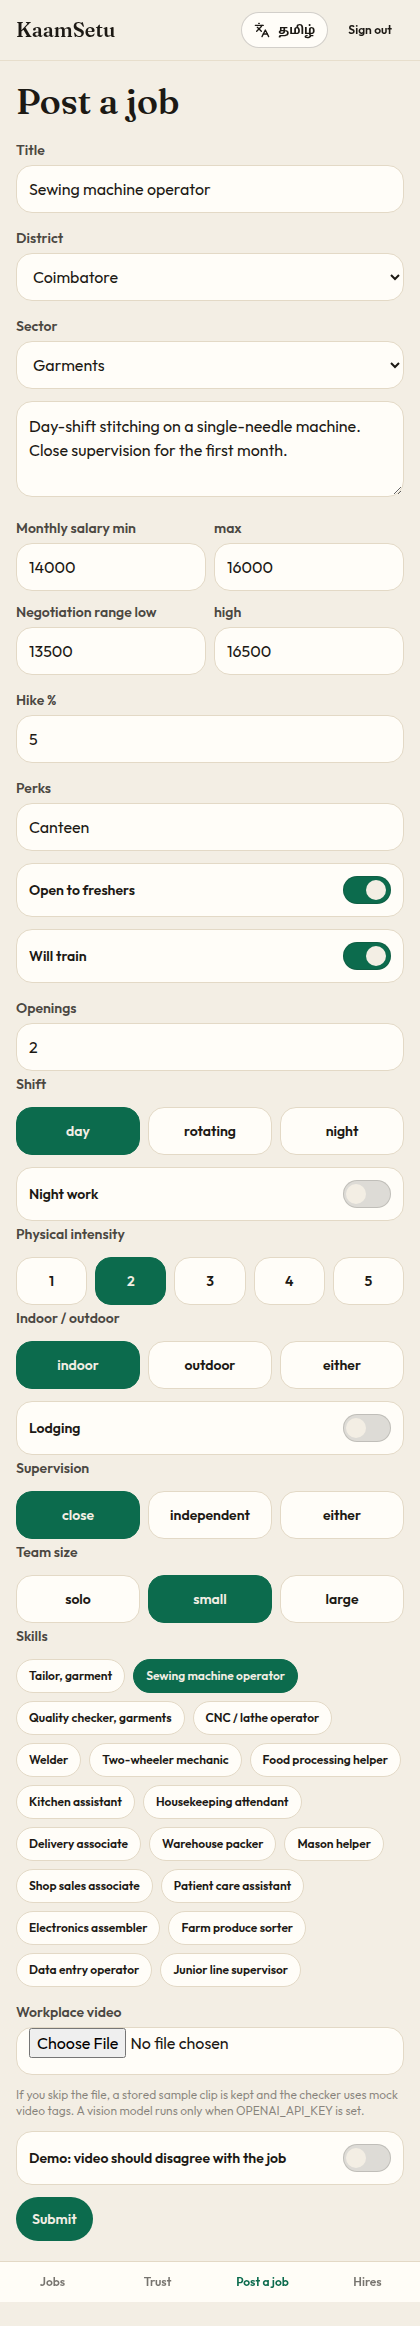 KaamSetu
தமிழ்
Sign out
Post a job
Title
Sewing machine operator
District
Coimbatore
Sector
Garments
Day-shift stitching on a single-needle machine.
Close supervision for the first month.
Monthly salary min
max
14000
16000
Negotiation range low
high
13500
16500
Hike %
5
Perks
Canteen
Open to freshers
Will train
Openings
2
Shift
day
rotating
night
Night work
Physical intensity
1
2
3
4
5
Indoor / outdoor
indoor
outdoor
either
Lodging
Supervision
close
independent
either
Team size
solo
small
large
Skills
Tailor, garment
Sewing machine operator
Quality checker, garments
CNC / lathe operator
Welder
Two-wheeler mechanic
Food processing helper
Kitchen assistant
Housekeeping attendant
Delivery associate
Warehouse packer
Mason helper
Shop sales associate
Patient care assistant
Electronics assembler
Farm produce sorter
Data entry operator
Junior line supervisor
Workplace video
Choose File No file chosen
If you skip the file, a stored sample clip is kept and the checker uses mock
video tags. A vision model runs only when OPENAI_API_KEY is set.
Demo: video should disagree with the job
Submit
Jobs
Trust
Post a job
Hires